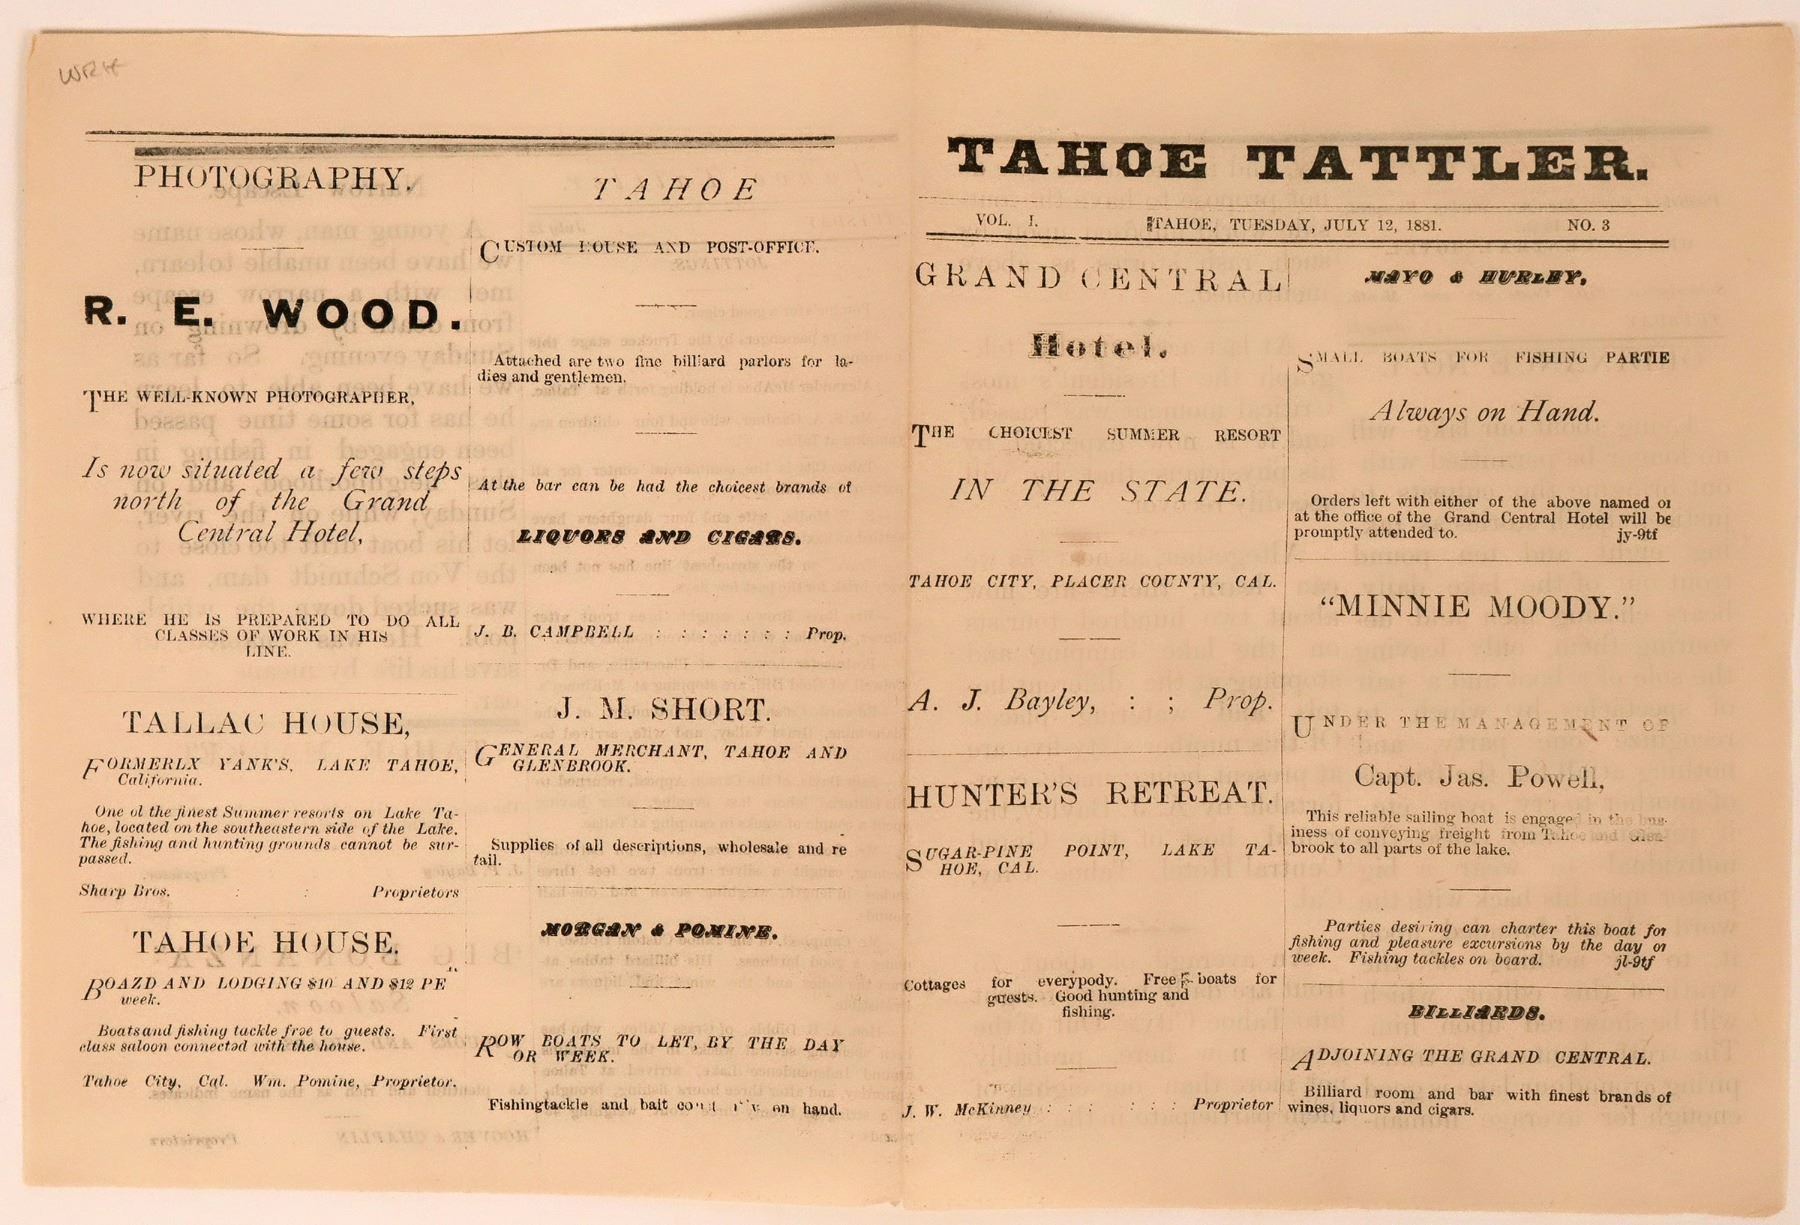 WRH
PHOTOGRAPHY.
R. E. WOOD.
THE WELL-KNOWN PHOTOGRAPHER,
Is now situated a few steps
north of the Grand
Central Hotel,
WHERE HE IS PREPARED TO DO ALL
CLASSES OF WORK IN HIS
LINE.
TALLAC HOUSE,
FORMERLX YANK'S, LAKE TAHOE,
California.
One ot the finest Summer resorts on Lake Ta-
hoe, located on the southeastern side of the Lake.
The fishing and hunting grounds cannot be sur-
passed.
Sharp Bros. : : Proprietors
TAHOE HOUSE.
BOAZD AND LODGING $10 AND $12 PE
week.
Boats and fishing tackle froe to guests. First
class saloon connected with the house.
Tahoe City, Cal. Wm. Pomine, Proprietor.
TAHOE
CUSTOM HOUSE AND POST-OFFICE.
Attached are two fine billiard parlors for la-
dies and gentlemen.
At the bar can be had the choicest brands of
LIQUORS AND CIGARS.
J. B. CAMPBELL : : : : : : : Prop.
J. M. SHORT.
GENERAL MERCHANT, TAHOE AND
GLENBROOK.
Supplies of all descriptions, wholesale and re
tail.
MORGAN & POMINE.
ROW BOATS TO LET, BY THE DAY
OR WEEK.
Fishingtackle and bait on hand.
TAHOE TATTLER.
VOL. I. TAHOE, TUESDAY, JULY 12, 1881. NO. 3
GRAND CENTRAL
Hotel.
THE CHOICEST SUMMER RESORT
IN THE STATE.
TAHOE CITY, PLACER COUNTY, CAL.
A. J. Bayley, : ; Prop.
HUNTER'S RETREAT.
SUGAR-PINE POINT, LAKE TA-
HOE, CAL.
Cottages for everypody. Free boats for
guests. Good hunting and
fishing.
J. W. McKinney : : : : : : Proprietor
MAYO & HURLEY.
SMALL BOATS FOR FISHING PARTIE
Always on Hand.
Orders left with either of the above named or
at the office of the Grand Central Hotel will be
promptly attended to. jy-9tf
"MINNIE MOODY."
UNDER THE MANAGEMENT OF
Capt. Jas. Powell,
This reliable sailing boat is engaged in the bus-
iness of conveying freight from Tahoe and Glen-
brook to all parts of the lake.
Parties desiring can charter this boat for
fishing and pleasure excursions by the day or
week. Fishing tackles on board. jl-9tf
BILLIARDS.
ADJOINING THE GRAND CENTRAL.
Billiard room and bar with finest brands of
wines, liquors and cigars.